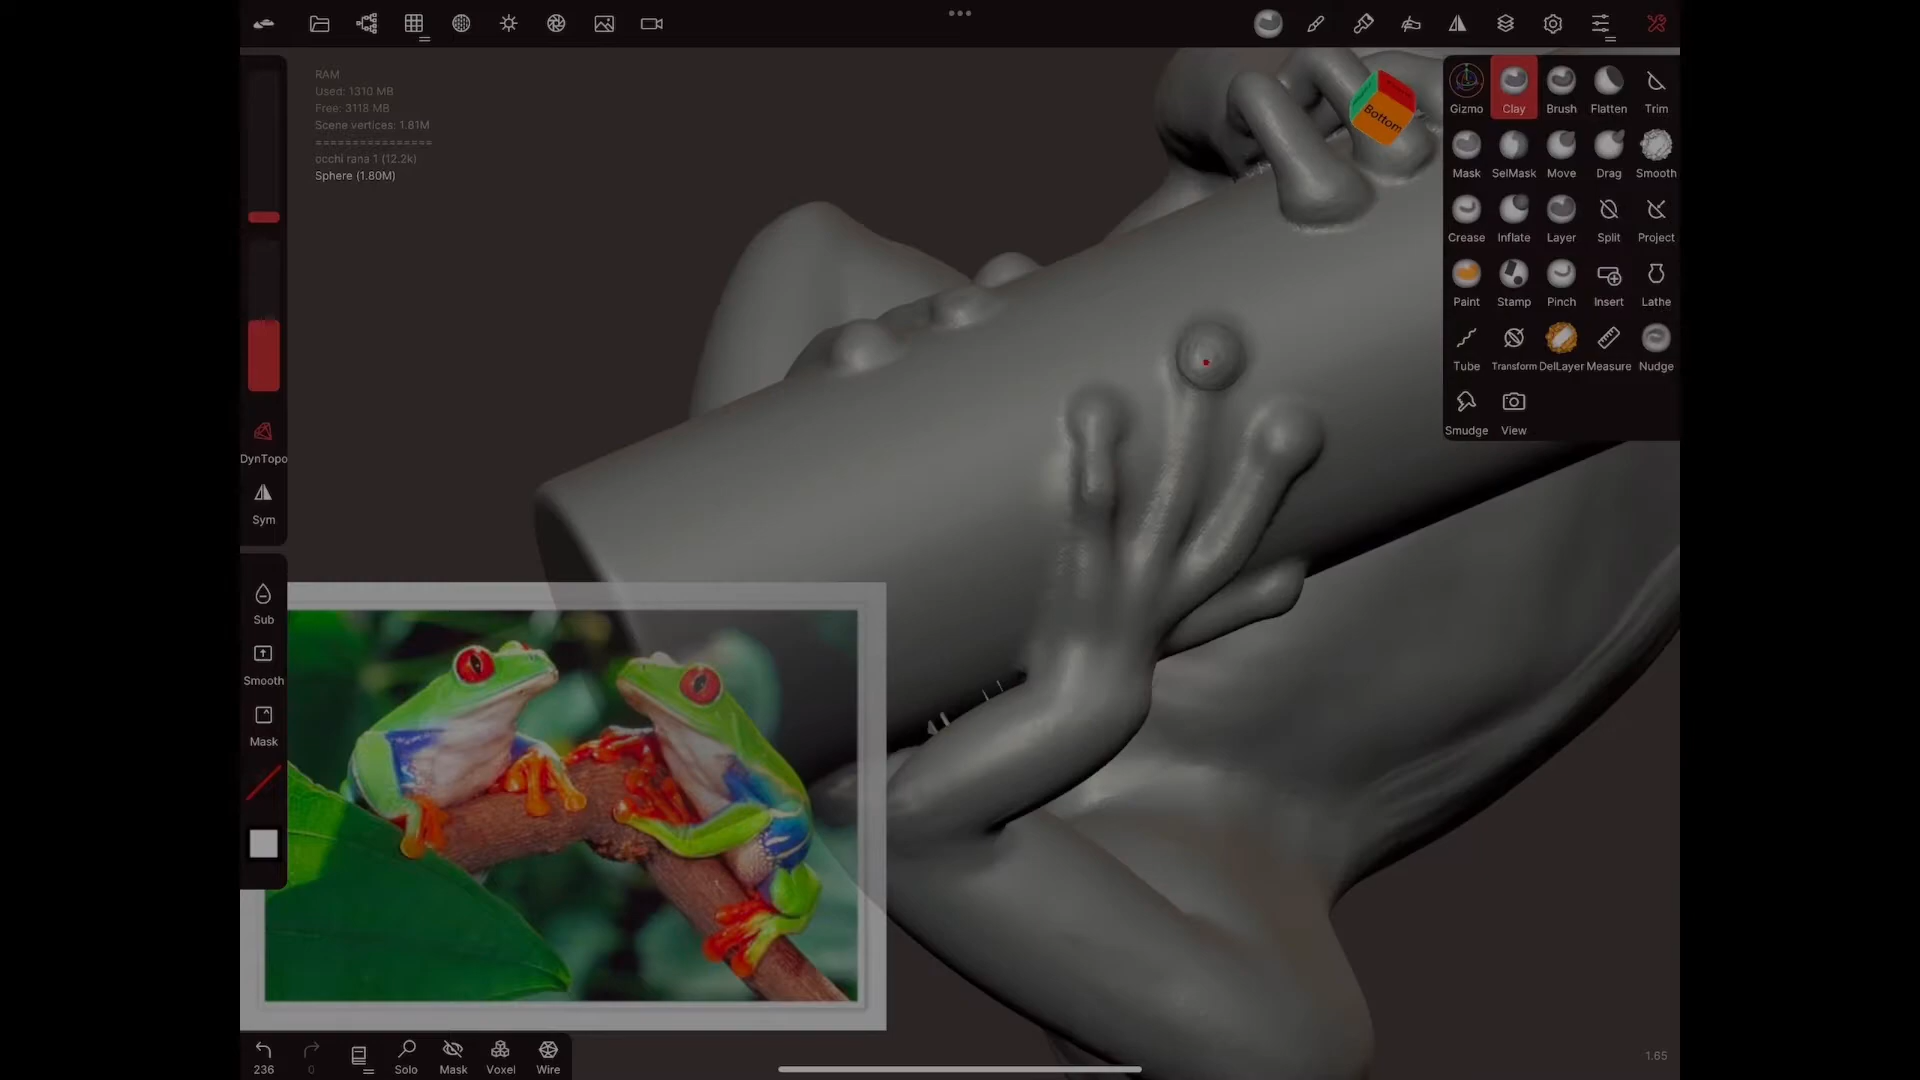 RAM
Used: 1310 MB
Free: 3118 MB
Scene vertices: 1.81M
================
occhi rana 1 (12.2k)
Sphere (1.80M)
Bottom
Gizmo Clay Brush Flatten Trim
Mask SelMask Move Drag Smooth
Crease Inflate Layer Split Project
Paint Stamp Pinch Insert Lathe
Tube Transform DelLayer Measure Nudge
Smudge View
DynTopo
Sym
Sub
Smooth
Mask
236 0 Solo Mask Voxel Wire
1.65